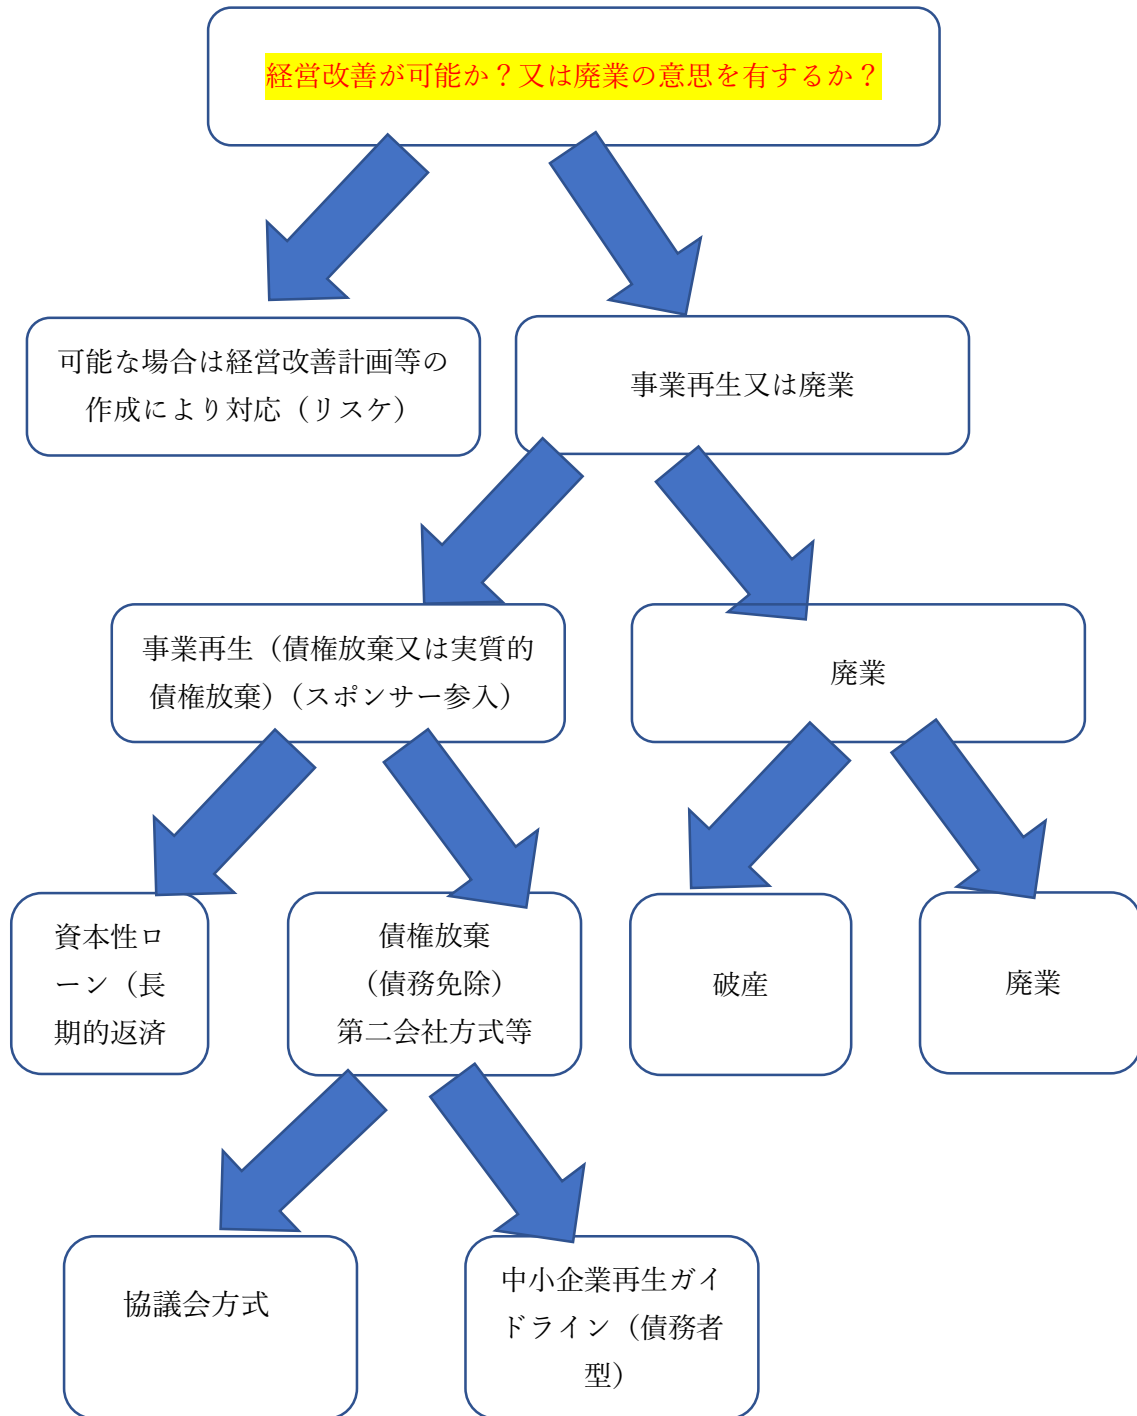 経営改善が可能か？又は廃業の意思を有するか？
可能な場合は経営改善計画等の
作成により対応（リスケ）
事業再生又は廃業
事業再生（債権放棄又は実質的
債権放棄）（スポンサー参入）
廃業
資本性ロ
ーン（長
期的返済
債権放棄
（債務免除）
第二会社方式等
破産
廃業
協議会方式
中小企業再生ガイ
ドライン（債務者
型）